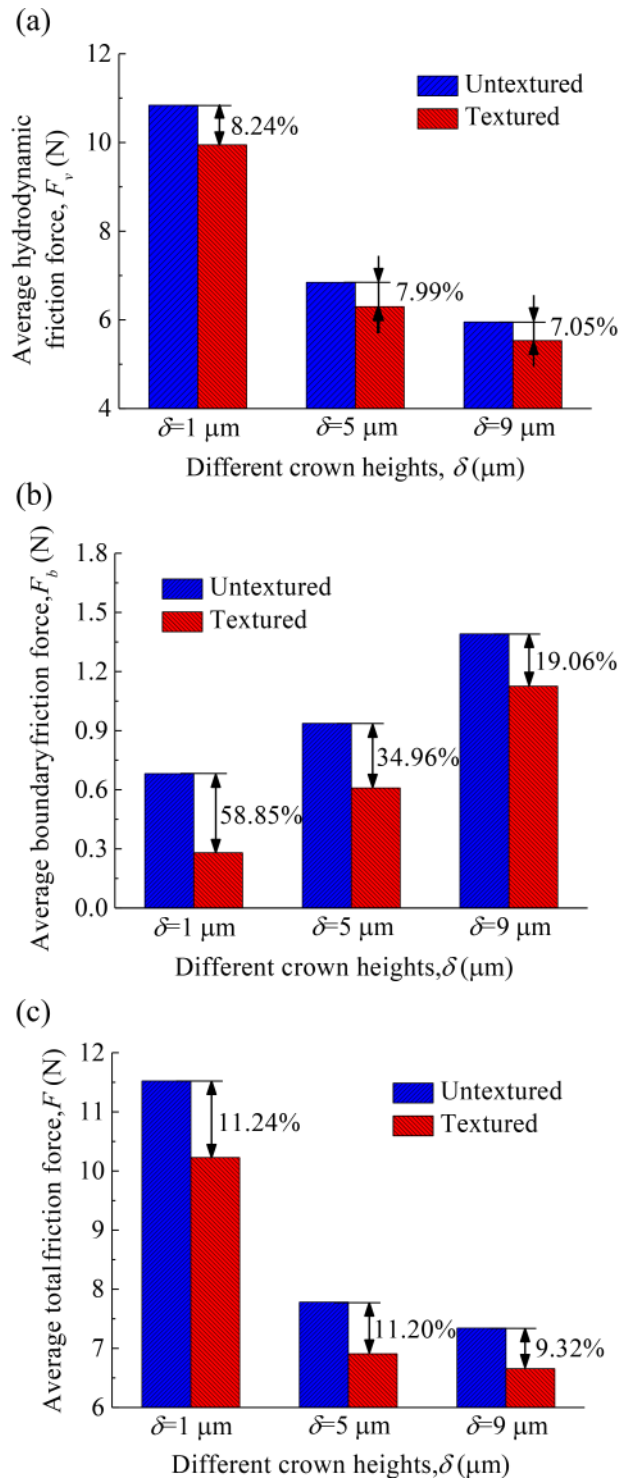 (a)
12
10
8
6
4
Average hydrodynamic
friction force, Fᵥ (N)
Untextured
Textured
8.24%
7.99%
7.05%
δ=1 μm
δ=5 μm
δ=9 μm
Different crown heights, δ (μm)
(b)
1.8
1.5
1.2
0.9
0.6
0.3
0.0
Average boundary friction force,F_b (N)
Untextured
Textured
58.85%
34.96%
19.06%
δ=1 μm
δ=5 μm
δ=9 μm
Different crown heights,δ (μm)
(c)
12
11
10
9
8
7
6
Average total friction force,F (N)
Untextured
Textured
11.24%
11.20%
9.32%
δ=1 μm
δ=5 μm
δ=9 μm
Different crown heights,δ (μm)